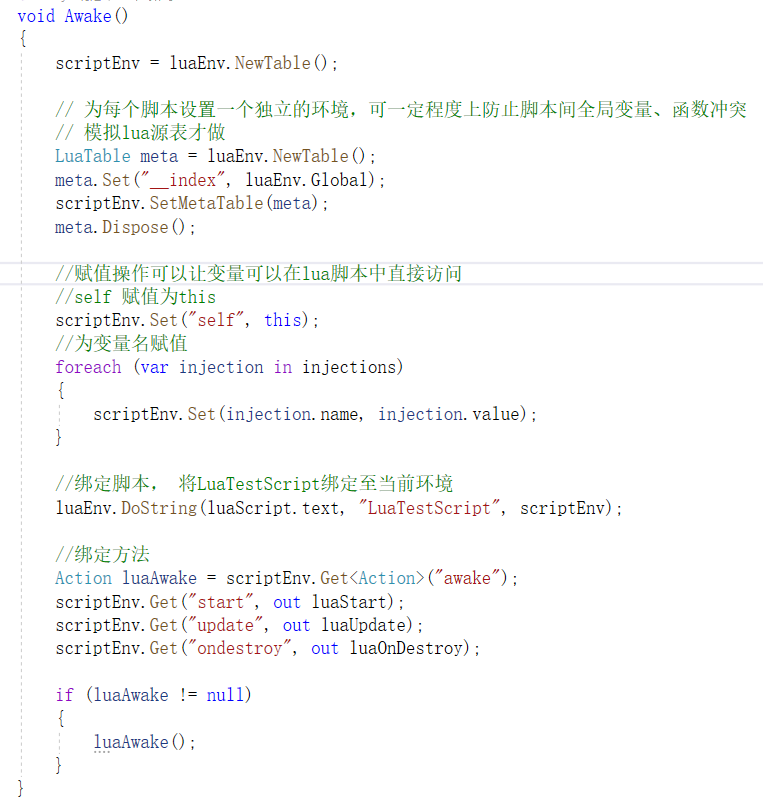 void Awake()
{
scriptEnv = luaEnv.NewTable();
// 为每个脚本设置一个独立的环境，可一定程度上防止脚本间全局变量、函数冲突
// 模拟lua源表才做
LuaTable meta = luaEnv.NewTable();
meta.Set("__index", luaEnv.Global);
scriptEnv.SetMetaTable(meta);
meta.Dispose();
//赋值操作可以让变量可以在lua脚本中直接访问
//self 赋值为this
scriptEnv.Set("self", this);
//为变量名赋值
foreach (var injection in injections)
{
scriptEnv.Set(injection.name, injection.value);
}
//绑定脚本， 将LuaTestScript绑定至当前环境
luaEnv.DoString(luaScript.text, "LuaTestScript", scriptEnv);
//绑定方法
Action luaAwake = scriptEnv.Get<Action>("awake");
scriptEnv.Get("start", out luaStart);
scriptEnv.Get("update", out luaUpdate);
scriptEnv.Get("ondestroy", out luaOnDestroy);
if (luaAwake != null)
{
luaAwake();
}
}